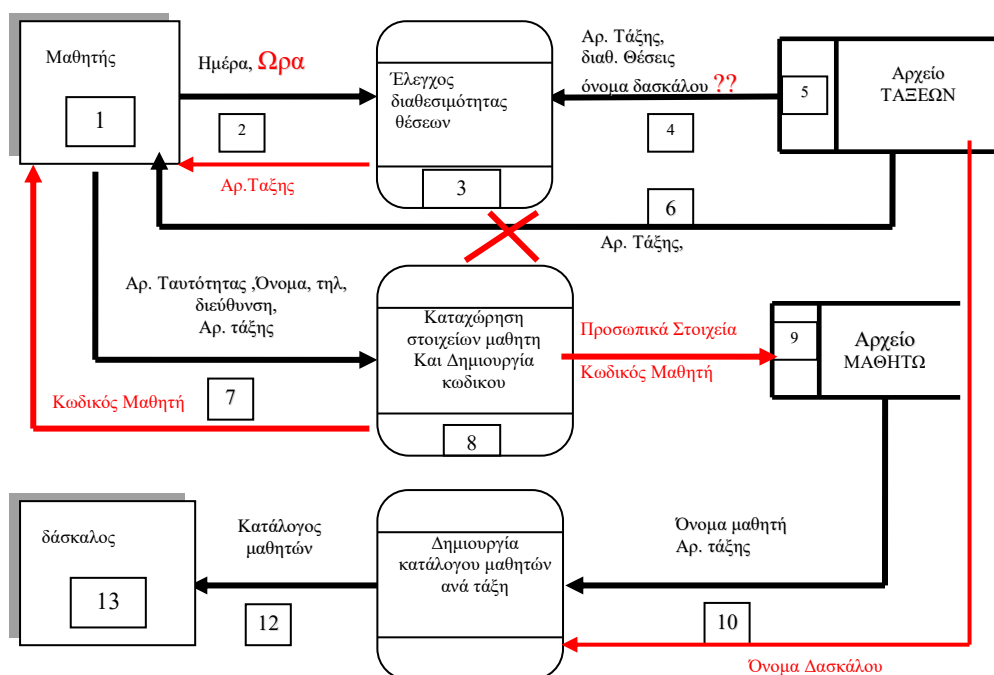 Μαθητής
1
Ημέρα, Ωρα
2
Αρ.Ταξης
Έλεγχος
διαθεσιμότητας
θέσεων
3
Αρ. Τάξης,
διαθ. Θέσεις
όνομα δασκάλου ??
4
5
Αρχείο
ΤΑΞΕΩΝ
6
Αρ. Τάξης,
Αρ. Ταυτότητας ,Όνομα, τηλ,
διεύθυνση,
Αρ. τάξης
7
Κωδικός Μαθητή
Καταχώρηση
στοιχείων μαθητη
Και Δημιουργία
κωδικου
8
Προσωπικά Στοιχεία
Κωδικός Μαθητή
9
Αρχείο
ΜΑΘΗΤΩ
δάσκαλος
13
Κατάλογος
μαθητών
12
Δημιουργία
κατάλογου μαθητών
ανά τάξη
Όνομα μαθητή
Αρ. τάξης
10
Όνομα Δασκάλου